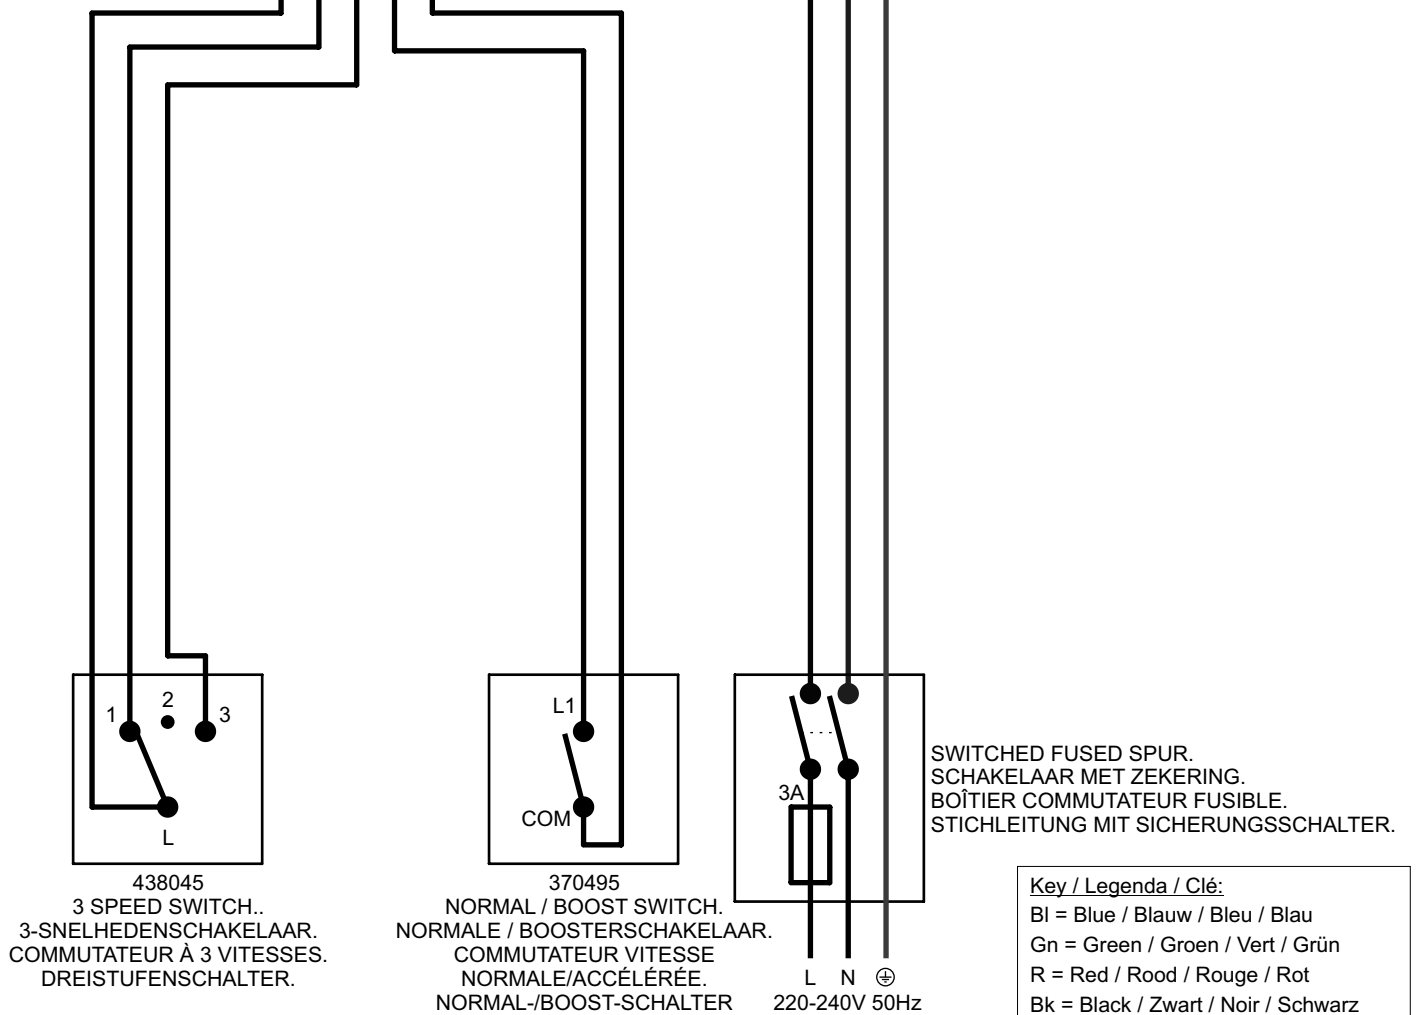 1
2
3
L
438045
3 SPEED SWITCH..
3-SNELHEDENSCHAKELAAR.
COMMUTATEUR À 3 VITESSES.
DREISTUFENSCHALTER.
L1
COM
370495
NORMAL / BOOST SWITCH.
NORMALE / BOOSTERSCHAKELAAR.
COMMUTATEUR VITESSE
NORMALE/ACCÉLÉRÉE.
NORMAL-/BOOST-SCHALTER
3A
L N
220-240V 50Hz
SWITCHED FUSED SPUR.
SCHAKELAAR MET ZEKERING.
BOÎTIER COMMUTATEUR FUSIBLE.
STICHLEITUNG MIT SICHERUNGSSCHALTER.
Key / Legenda / Clé:
Bl = Blue / Blauw / Bleu / Blau
Gn = Green / Groen / Vert / Grün
R = Red / Rood / Rouge / Rot
Bk = Black / Zwart / Noir / Schwarz